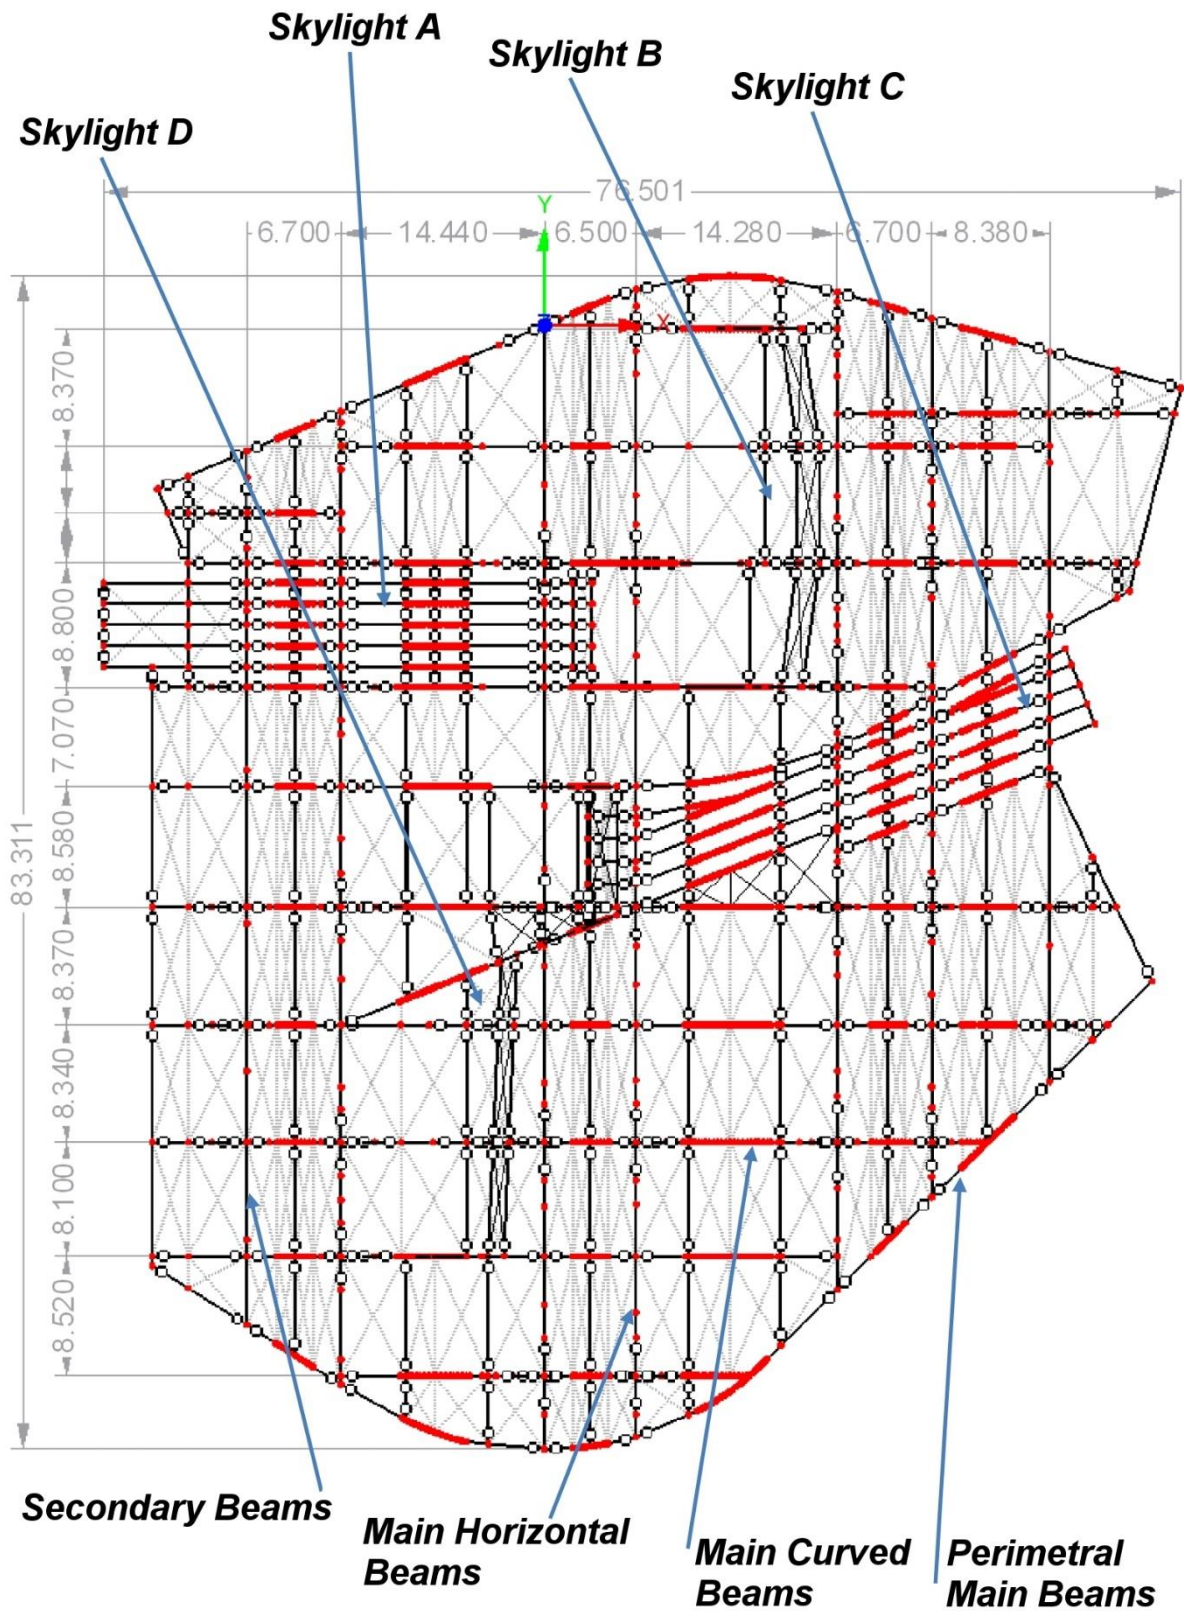 Skylight A
Skylight B
Skylight C
Skylight D
76.501
Y
6.700
14.440
6.500
14.280
6.700
8.380
X
8.370
8.800
7.070
8.580
83.311
8.370
8.340
8.100
8.520
Secondary Beams
Main Horizontal
Beams
Main Curved
Beams
Perimetral
Main Beams